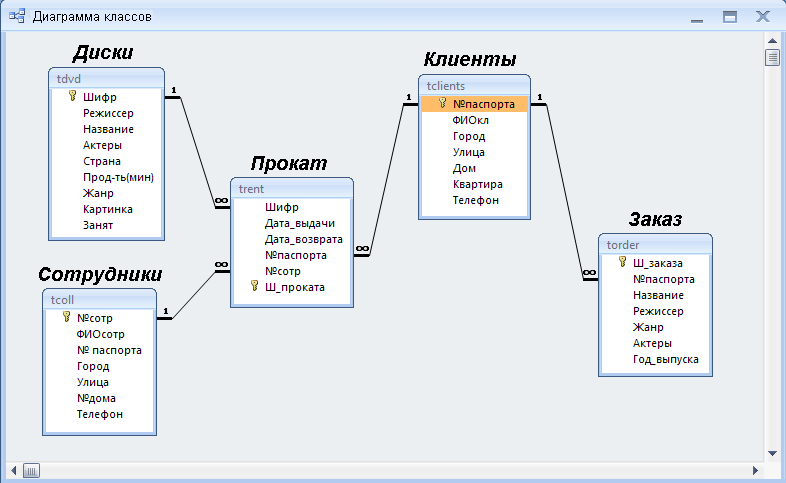 Диаграмма классов
Диски
tdvd
Шифр
Режиссер
Название
Актеры
Страна
Прод-ть(мин)
Жанр
Картинка
Занят
1
∞
Сотрудники
tcoll
№сотр
ФИОсотр
№ паспорта
Город
Улица
№дома
Телефон
1
∞
Прокат
trent
Шифр
Дата_выдачи
Дата_возврата
№паспорта
№сотр
Ш_проката
∞
1
Клиенты
tclients
№паспорта
ФИОкл
Город
Улица
Дом
Квартира
Телефон
1
∞
Заказ
torder
Ш_заказа
№паспорта
Название
Режиссер
Жанр
Актеры
Год_выпуска